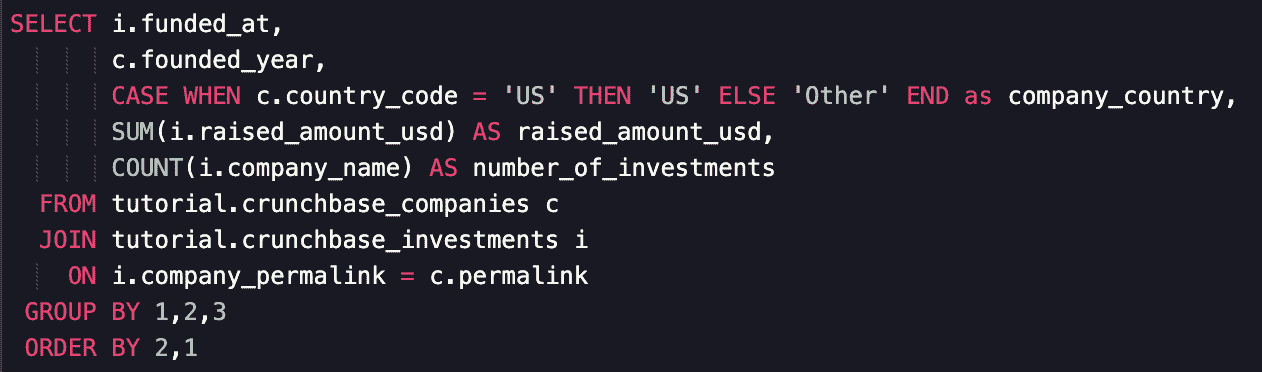 SELECT i.funded_at,
c.founded_year,
CASE WHEN c.country_code = 'US' THEN 'US' ELSE 'Other' END as company_country,
SUM(i.raised_amount_usd) AS raised_amount_usd,
COUNT(i.company_name) AS number_of_investments
FROM tutorial.crunchbase_companies c
JOIN tutorial.crunchbase_investments i
ON i.company_permalink = c.permalink
GROUP BY 1,2,3
ORDER BY 2,1